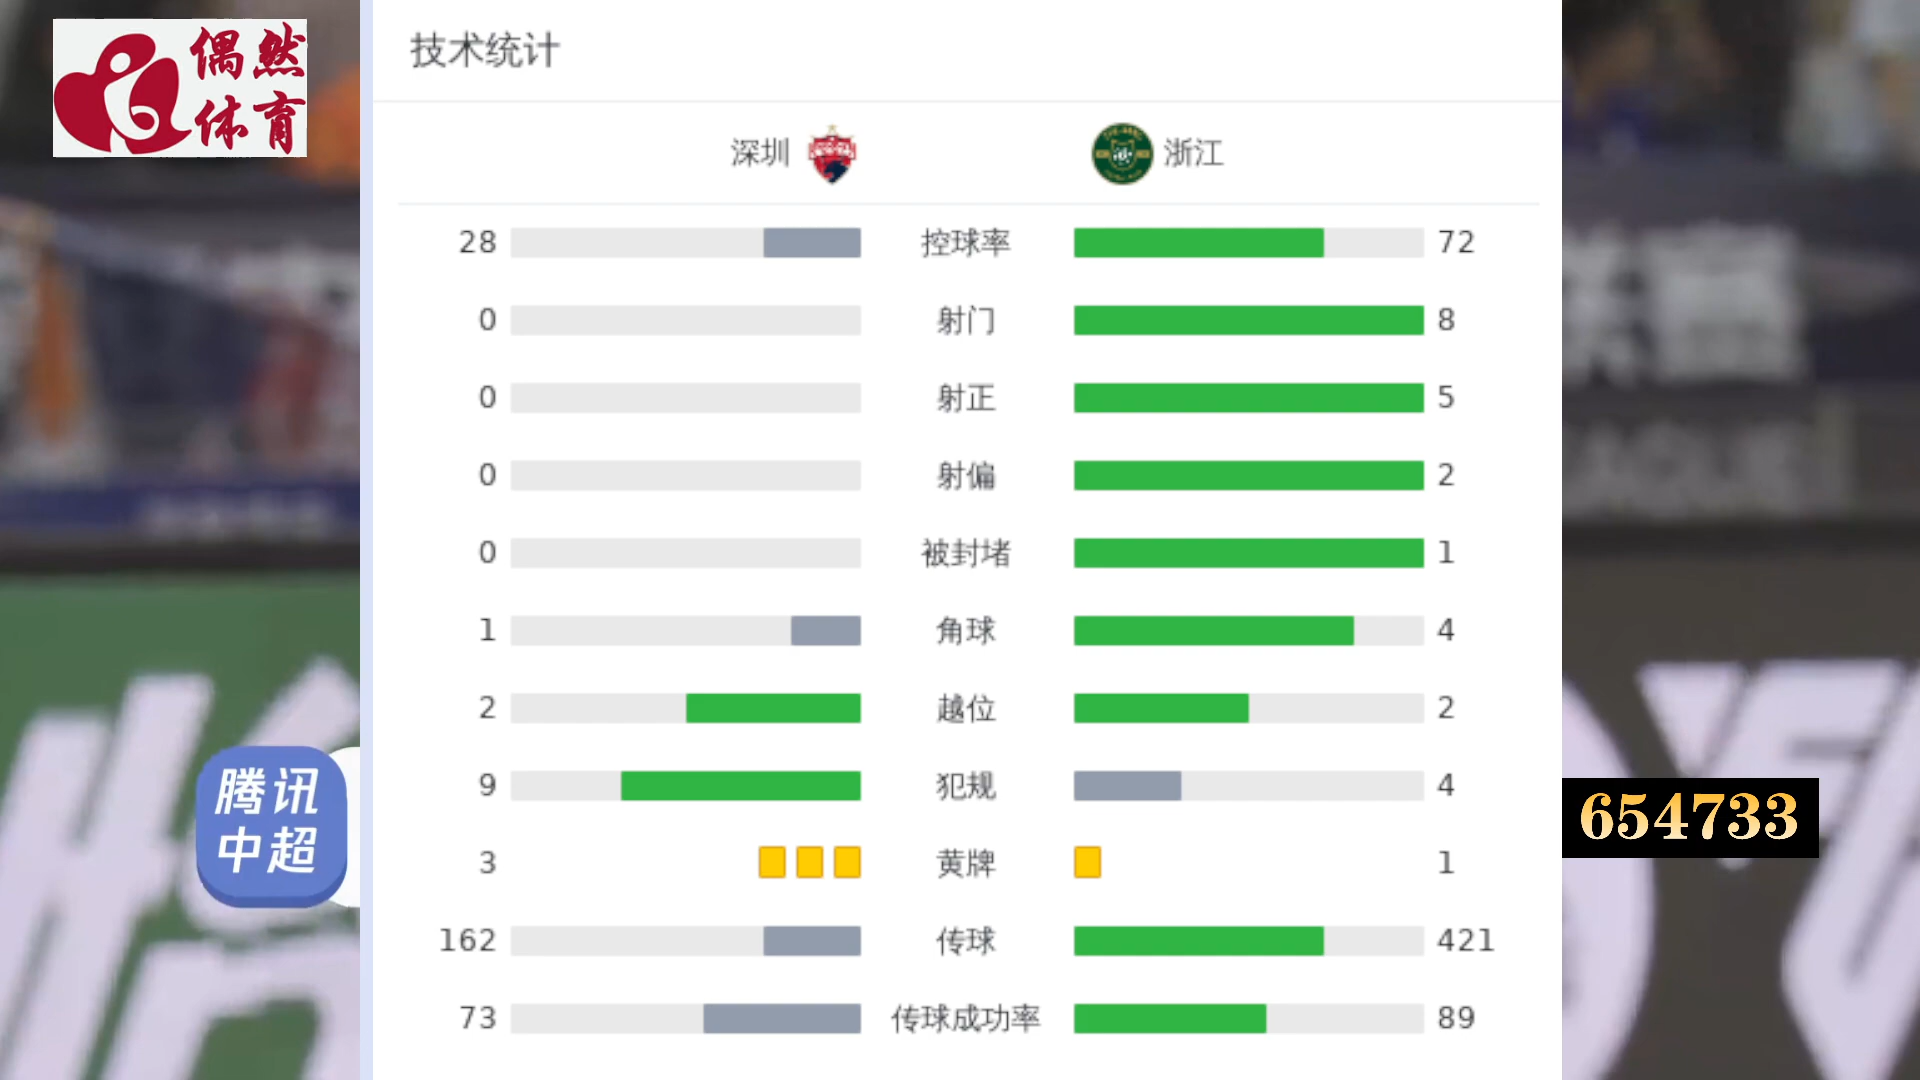 偶然
体育
技术统计
深圳 浙江
28 控球率 72
0 射门 8
0 射正 5
0 射偏 2
0 被封堵 1
1 角球 4
2 越位 2
9 犯规 4
3 黄牌 1
162 传球 421
73 传球成功率 89
腾讯
中超
654733